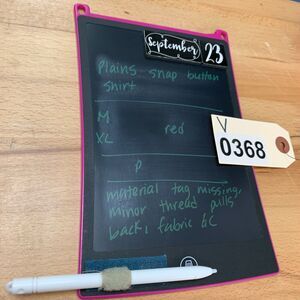 September 23
Plains snap button
shirt
V
0368
M
XL
red
p
material tag missing,
minor thread pulls
back, fabric GC